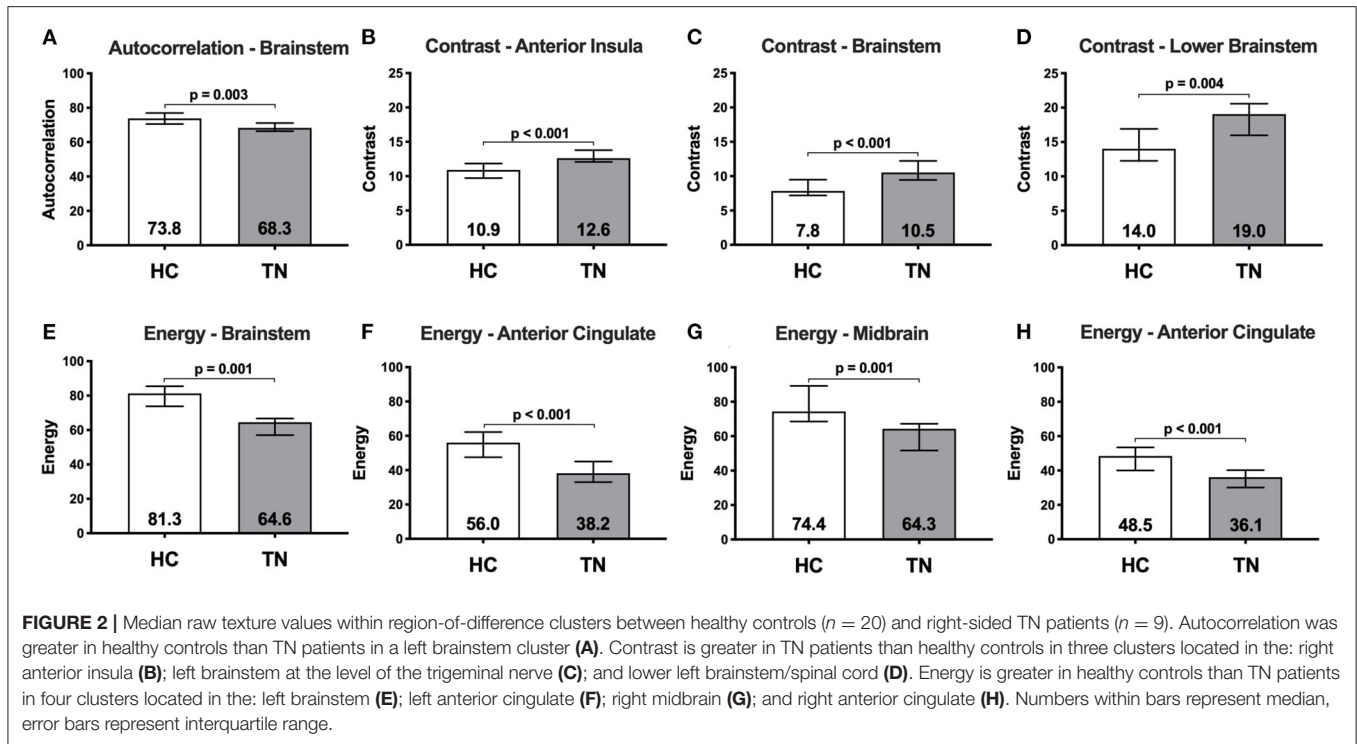 A
Autocorrelation - Brainstem
100
80
60
40
20
0
Autocorrelation
p = 0.003
73.8
68.3
HC
TN
B
Contrast - Anterior Insula
25
20
15
10
5
0
Contrast
p < 0.001
10.9
12.6
HC
TN
C
Contrast - Brainstem
25
20
15
10
5
0
Contrast
p < 0.001
7.8
10.5
HC
TN
D
Contrast - Lower Brainstem
25
20
15
10
5
0
Contrast
p = 0.004
14.0
19.0
HC
TN
E
Energy - Brainstem
100
80
60
40
20
0
Energy
p = 0.001
81.3
64.6
HC
TN
F
Energy - Anterior Cingulate
100
80
60
40
20
0
Energy
p < 0.001
56.0
38.2
HC
TN
G
Energy - Midbrain
100
80
60
40
20
0
Energy
p = 0.001
74.4
64.3
HC
TN
H
Energy - Anterior Cingulate
100
80
60
40
20
0
Energy
p < 0.001
48.5
36.1
HC
TN
FIGURE 2 | Median raw texture values within region-of-difference clusters between healthy controls (n = 20) and right-sided TN patients (n = 9). Autocorrelation was
greater in healthy controls than TN patients in a left brainstem cluster (A). Contrast is greater in TN patients than healthy controls in three clusters located in the: right
anterior insula (B); left brainstem at the level of the trigeminal nerve (C); and lower left brainstem/spinal cord (D). Energy is greater in healthy controls than TN patients
in four clusters located in the: left brainstem (E); left anterior cingulate (F); right midbrain (G); and right anterior cingulate (H). Numbers within bars represent median,
error bars represent interquartile range.